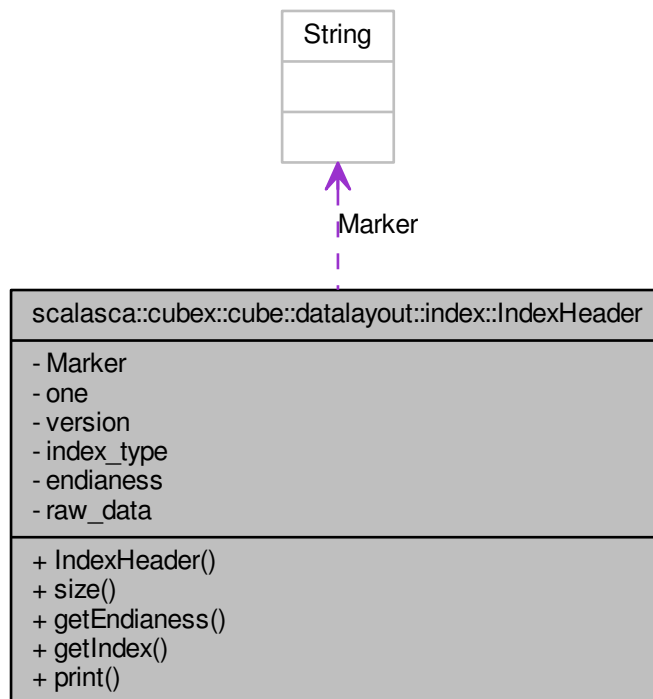 String
Marker
scalasca::cubex::cube::datalayout::index::IndexHeader
- Marker
- one
- version
- index_type
- endianess
- raw_data
+ IndexHeader()
+ size()
+ getEndianess()
+ getIndex()
+ print()